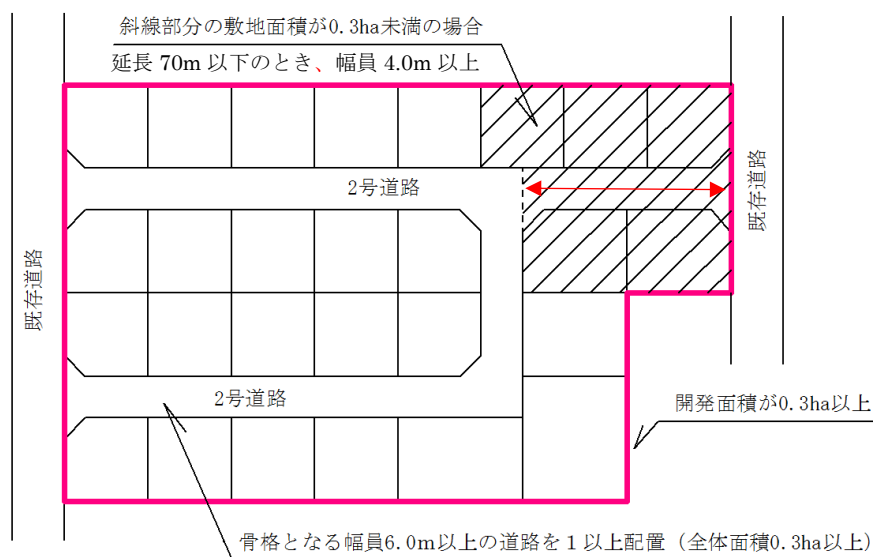 斜線部分の敷地面積が0.3ha未満の場合
延長 70m 以下のとき、幅員 4.0m 以上
2号道路
既存道路
既存道路
2号道路
開発面積が0.3ha以上
骨格となる幅員6.0m以上の道路を1以上配置（全体面積0.3ha以上）